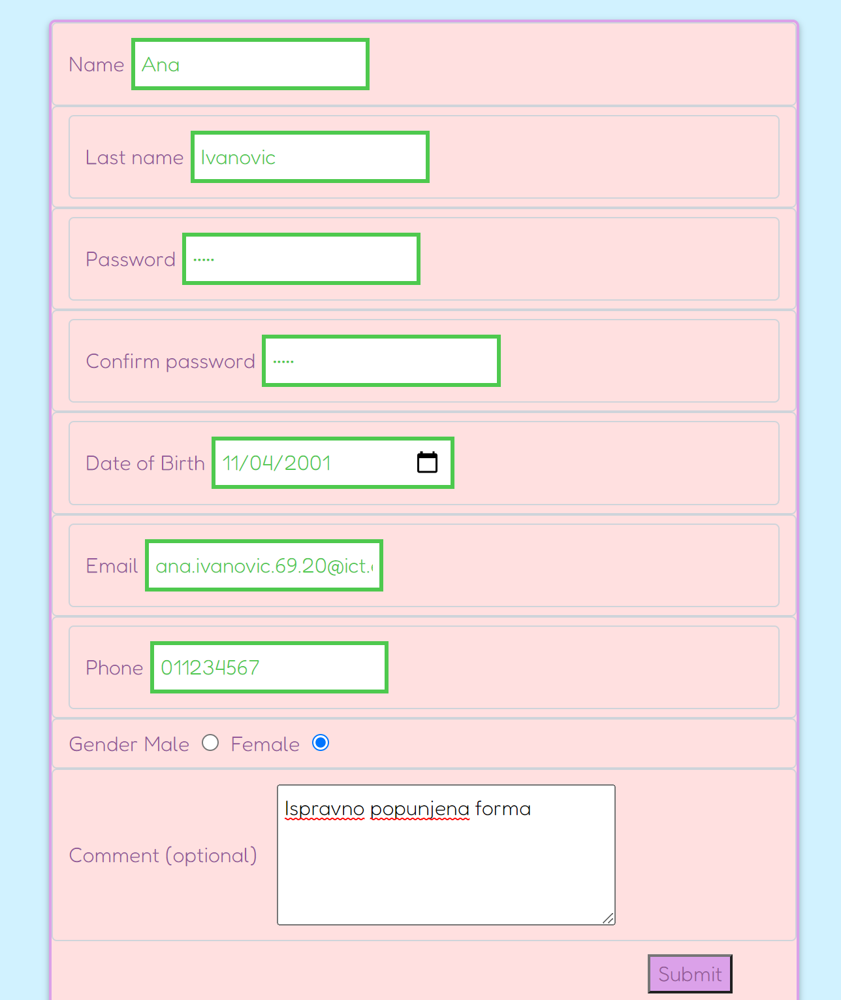 Name Ana
Last name Ivanovic
Password •••••
Confirm password •••••
Date of Birth 11/04/2001
Email ana.ivanovic.69.20@ict.
Phone 011234567
Gender Male Female
Comment (optional) Ispravno popunjena forma
Submit